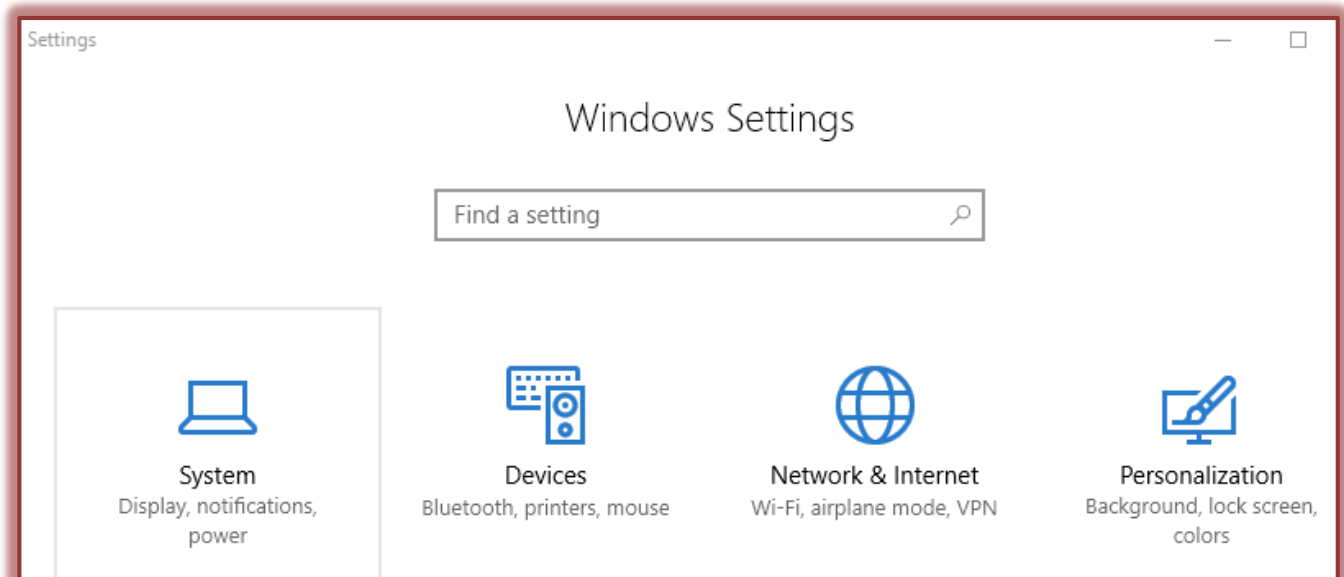 Settings
Windows Settings
Find a setting
System
Display, notifications,
power
Devices
Bluetooth, printers, mouse
Network & Internet
Wi-Fi, airplane mode, VPN
Personalization
Background, lock screen,
colors